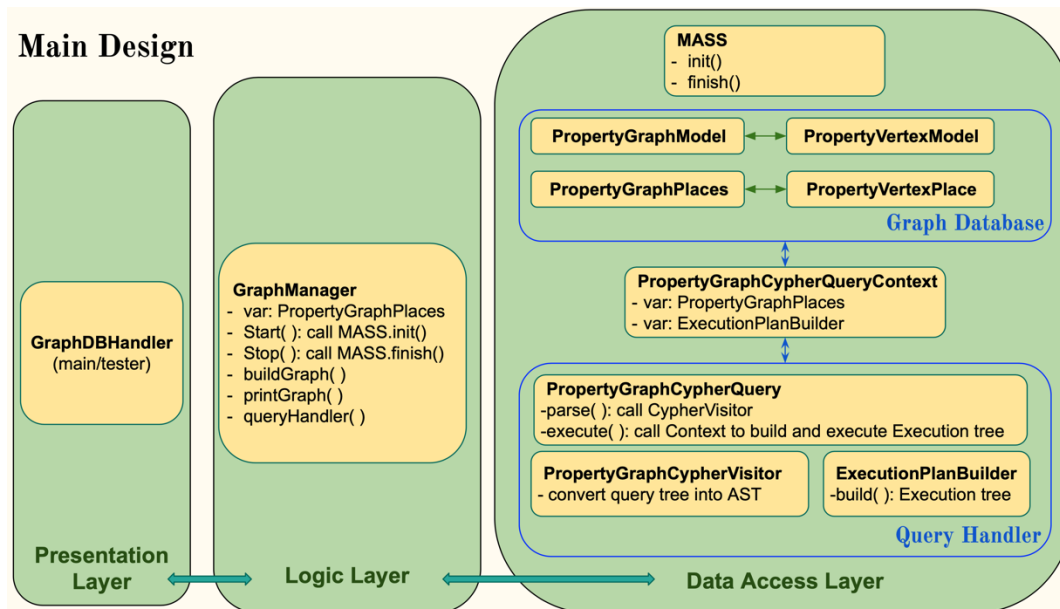 Main Design
GraphDBHandler
(main/tester)
Presentation
Layer
GraphManager
- var: PropertyGraphPlaces
- Start( ): call MASS.init()
- Stop( ): call MASS.finish()
- buildGraph( )
- printGraph( )
- queryHandler( )
Logic Layer
MASS
- init()
- finish()
PropertyGraphModel
PropertyVertexModel
PropertyGraphPlaces
PropertyVertexPlace
Graph Database
PropertyGraphCypherQueryContext
- var: PropertyGraphPlaces
- var: ExecutionPlanBuilder
PropertyGraphCypherQuery
-parse( ): call CypherVisitor
-execute( ): call Context to build and execute Execution tree
PropertyGraphCypherVisitor
- convert query tree into AST
ExecutionPlanBuilder
-build( ): Execution tree
Query Handler
Data Access Layer